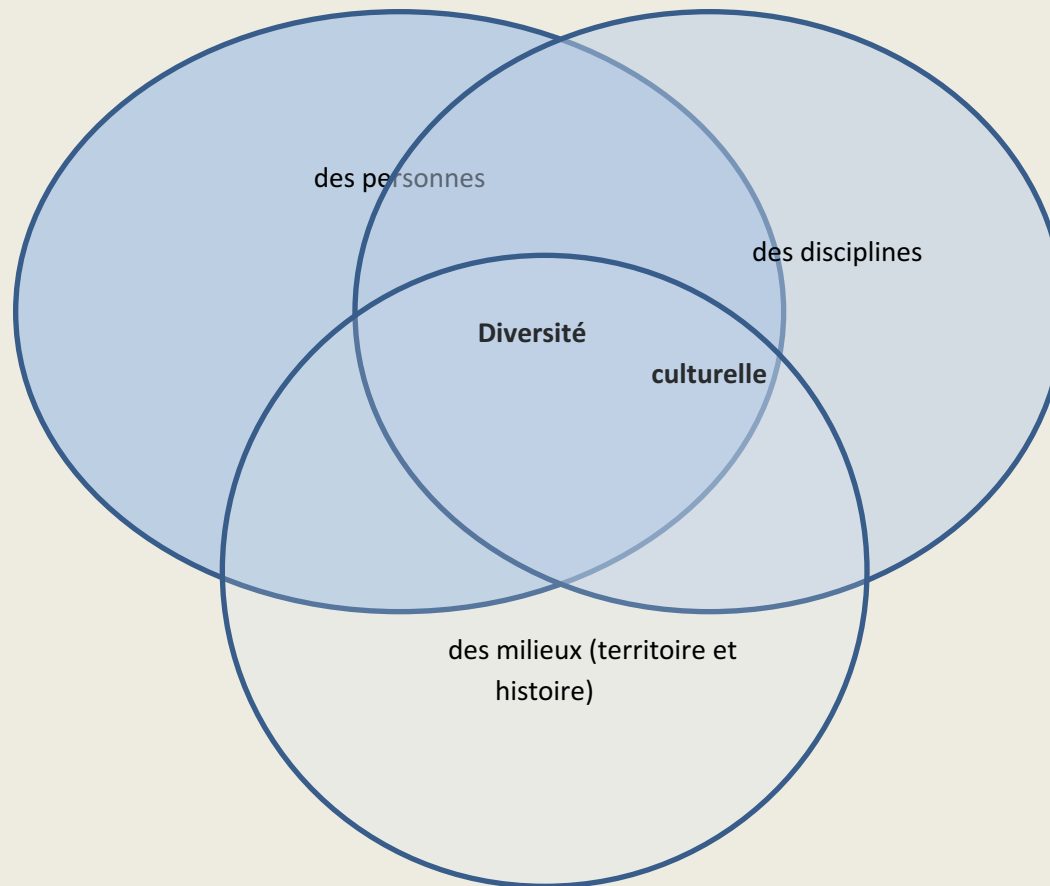 des personnes
des disciplines
Diversité
culturelle
des milieux (territoire et
histoire)